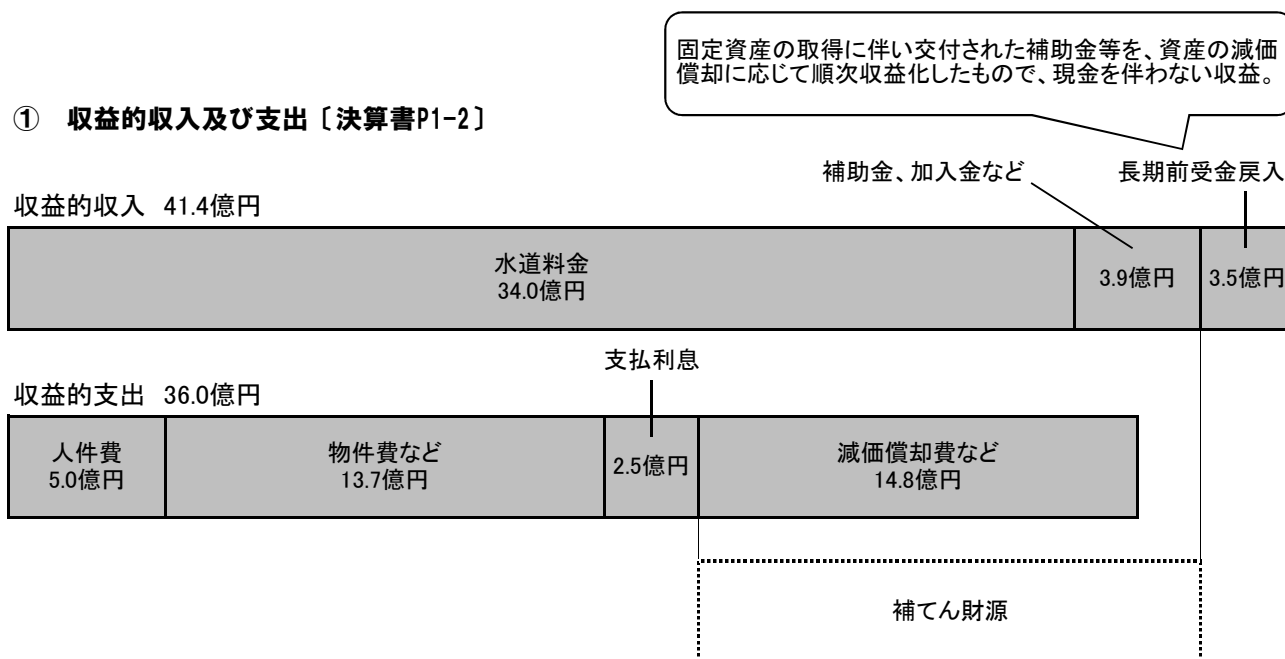 固定資産の取得に伴い交付された補助金等を、資産の減価
償却に応じて順次収益化したもので、現金を伴わない収益。
① 収益的収入及び支出〔決算書P1-2〕
補助金、加入金など
長期前受金戻入
収益的収入 41.4億円
水道料金
34.0億円
3.9億円
3.5億円
支払利息
収益的支出 36.0億円
人件費
5.0億円
物件費など
13.7億円
2.5億円
減価償却費など
14.8億円
補てん財源